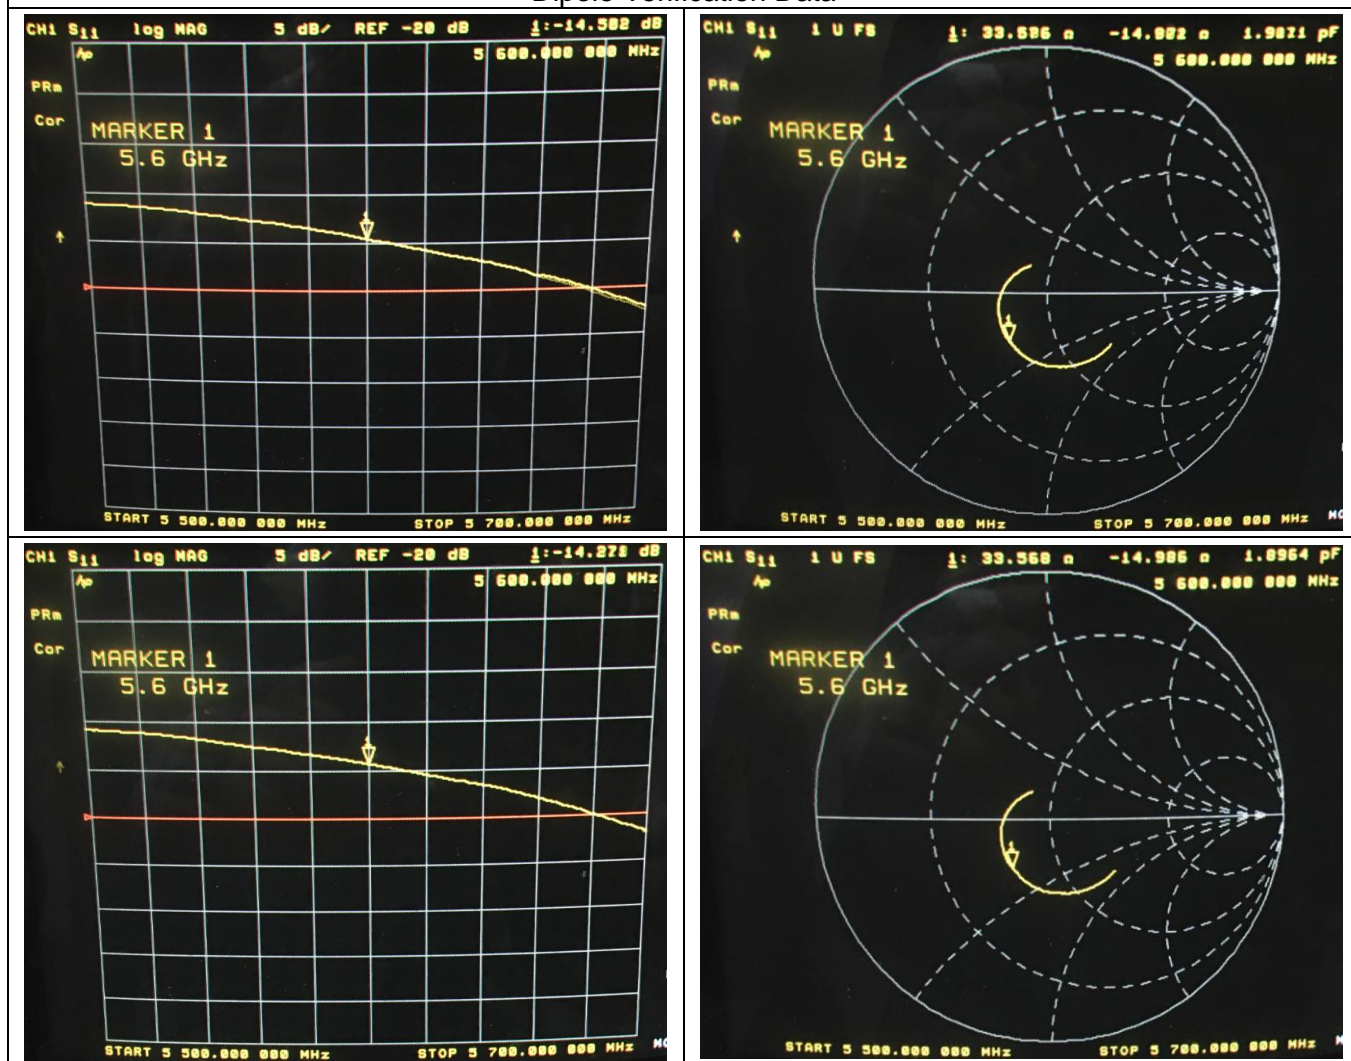 Dipole Verification Data
CH1 S11 log MAG 5 dB/ REF -20 dB 1:-14.502 dB
5 600.000 000 MHz
PRm
Cor
MARKER 1
5.6 GHz
START 5 500.000 000 MHz STOP 5 700.000 000 MHz
CH1 S11 1 U FS 1: 33.506 Ω -14.902 Ω 1.9071 pF
5 600.000 000 MHz
PRm
Cor
MARKER 1
5.6 GHz
START 5 500.000 000 MHz STOP 5 700.000 000 MHz
CH1 S11 log MAG 5 dB/ REF -20 dB 1:-14.271 dB
5 600.000 000 MHz
PRm
Cor
MARKER 1
5.6 GHz
START 5 500.000 000 MHz STOP 5 700.000 000 MHz
CH1 S11 1 U FS 1: 33.560 Ω -14.986 Ω 1.8964 pF
5 600.000 000 MHz
PRm
Cor
MARKER 1
5.6 GHz
START 5 500.000 000 MHz STOP 5 700.000 000 MHz